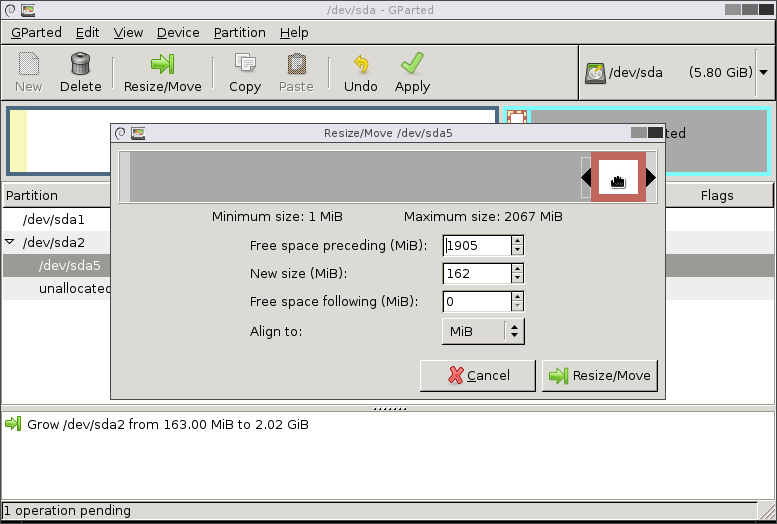 /dev/sda - GParted
GParted Edit View Device Partition Help
New Delete Resize/Move Copy Paste Undo Apply /dev/sda (5.80 GiB)
Resize/Move /dev/sda5
Partition Flags
/dev/sda1
/dev/sda2
/dev/sda5
unallocated
Minimum size: 1 MiB Maximum size: 2067 MiB
Free space preceding (MiB): 1905
New size (MiB): 162
Free space following (MiB): 0
Align to: MiB
Cancel Resize/Move
Grow /dev/sda2 from 163.00 MiB to 2.02 GiB
1 operation pending